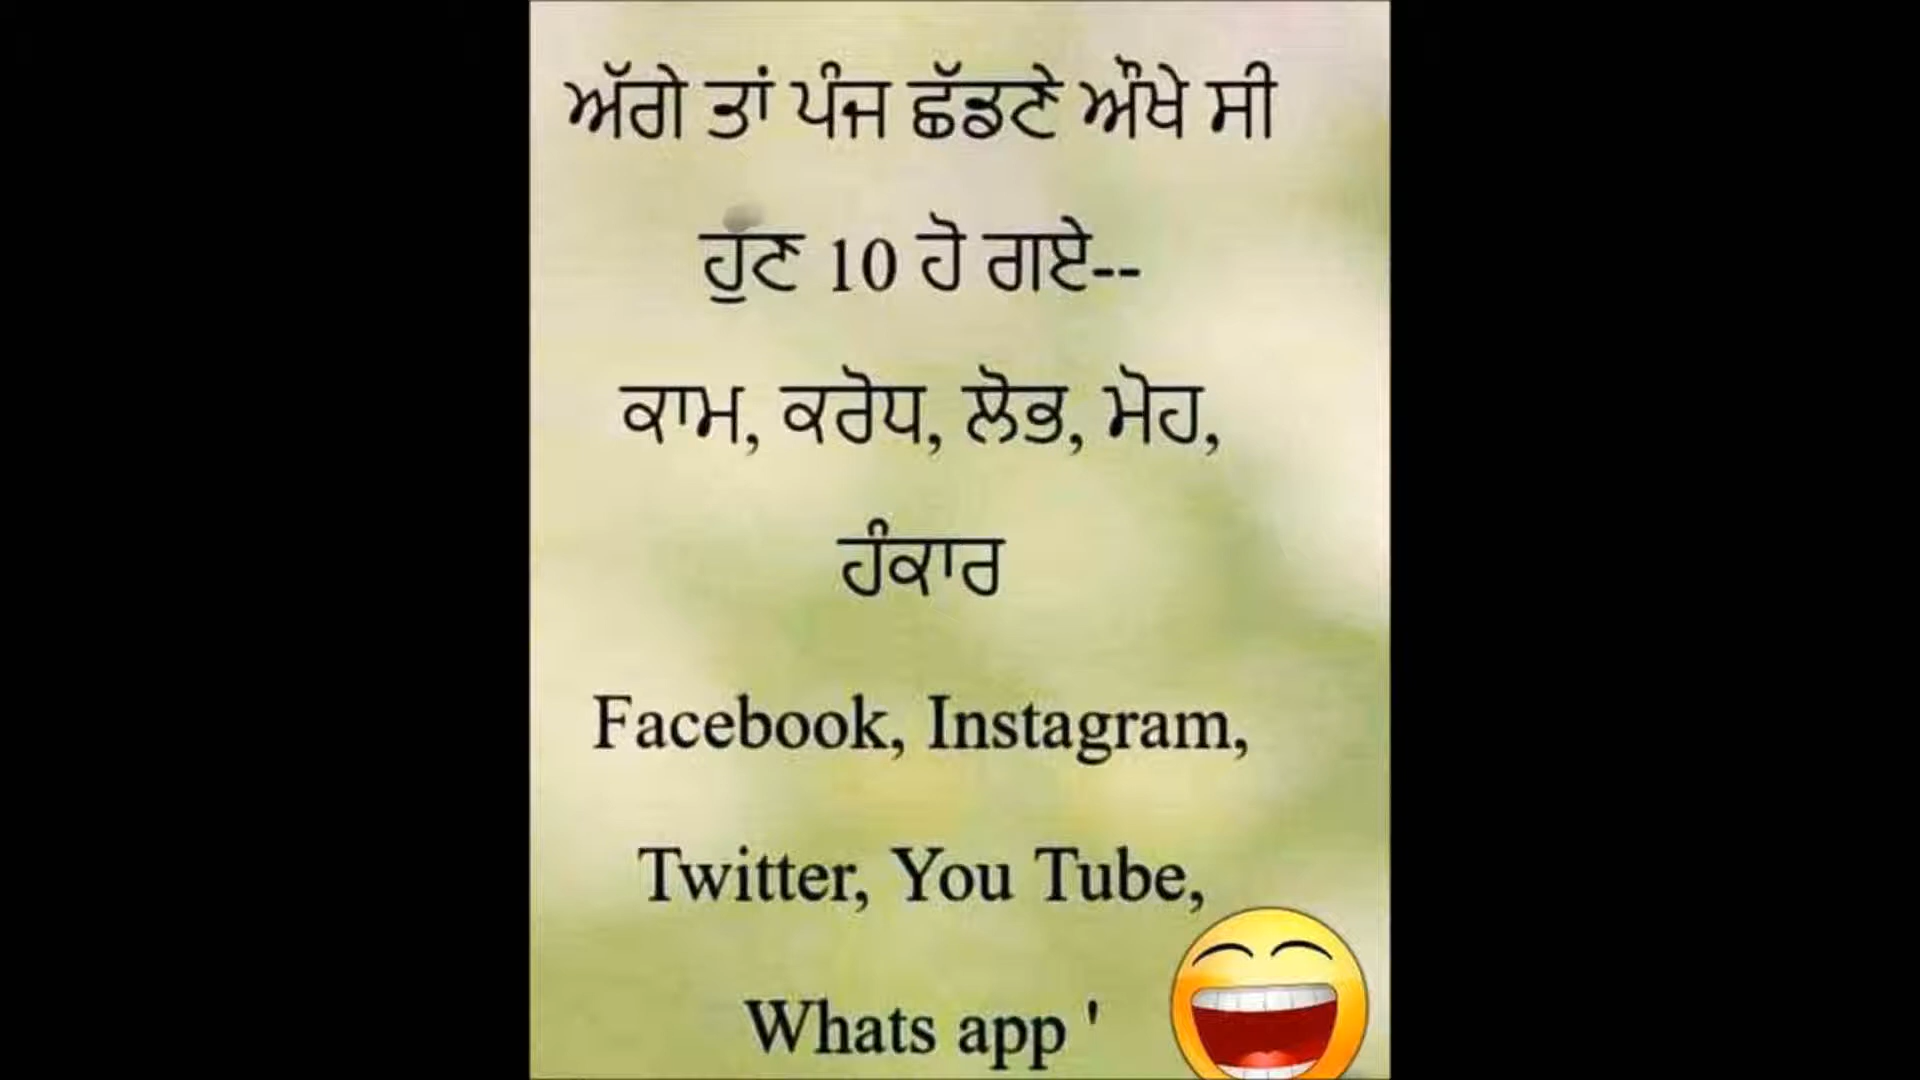 ਅੱਗੇ ਤਾਂ ਪੰਜ ਛੱਡਣੇ ਔਖੇ ਸੀ
ਹੁਣ 10 ਹੋ ਗਏ--
ਕਾਮ, ਕਰੋਧ, ਲੋਭ, ਮੋਹ,
ਹੰਕਾਰ
Facebook, Instagram,
Twitter, You Tube,
Whats app '